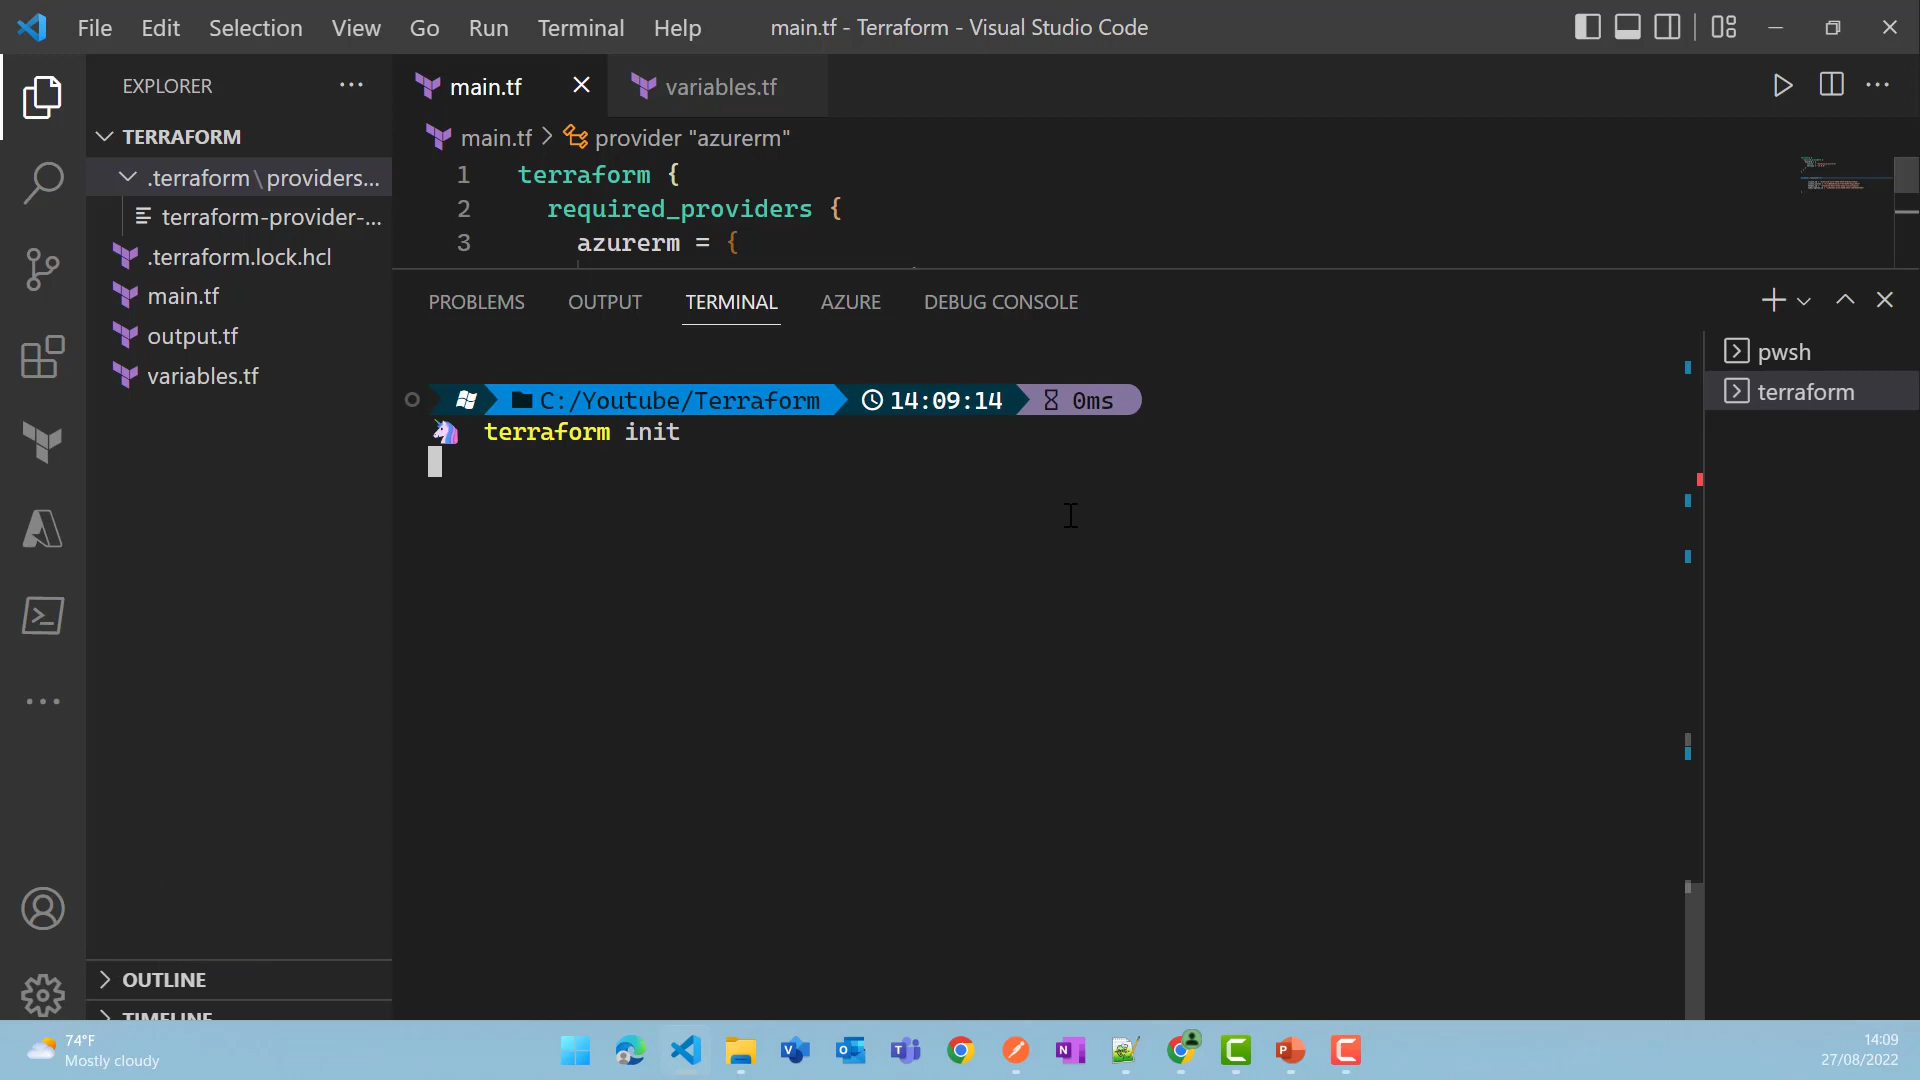 File Edit Selection View Go Run Terminal Help
main.tf - Terraform - Visual Studio Code
EXPLORER
TERRAFORM
.terraform\providers...
terraform-provider-...
.terraform.lock.hcl
main.tf
output.tf
variables.tf
OUTLINE
TIMELINE
main.tf
variables.tf
main.tf > provider "azurerm"
1 terraform {
2 required_providers {
3 azurerm = {
PROBLEMS OUTPUT TERMINAL AZURE DEBUG CONSOLE
C:/Youtube/Terraform 14:09:14 0ms
terraform init
pwsh
terraform
74°F
Mostly cloudy
14:09
27/08/2022